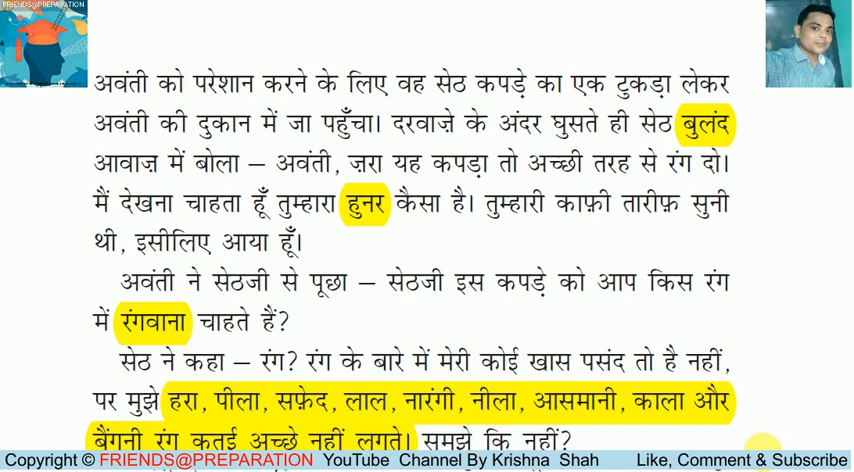 FRIENDS@PREPARATION
अवंती को परेशान करने के लिए वह सेठ कपड़े का एक टुकड़ा लेकर
अवंती की दुकान में जा पहुँचा। दरवाज़े के अंदर घुसते ही सेठ बुलंद
आवाज़ में बोला – अवंती, ज़रा यह कपड़ा तो अच्छी तरह से रंग दो।
मैं देखना चाहता हूँ तुम्हारा हुनर कैसा है। तुम्हारी काफ़ी तारीफ़ सुनी
थी, इसीलिए आया हूँ।
अवंती ने सेठजी से पूछा – सेठजी इस कपड़े को आप किस रंग
में रंगवाना चाहते हैं?
सेठ ने कहा – रंग? रंग के बारे में मेरी कोई खास पसंद तो है नहीं,
पर मुझे हरा, पीला, सफ़ेद, लाल, नारंगी, नीला, आसमानी, काला और
बैंगनी रंग कतई अच्छे नहीं लगते। समझे कि नहीं?
Copyright © FRIENDS@PREPARATION YouTube Channel By Krishna Shah Like, Comment & Subscribe